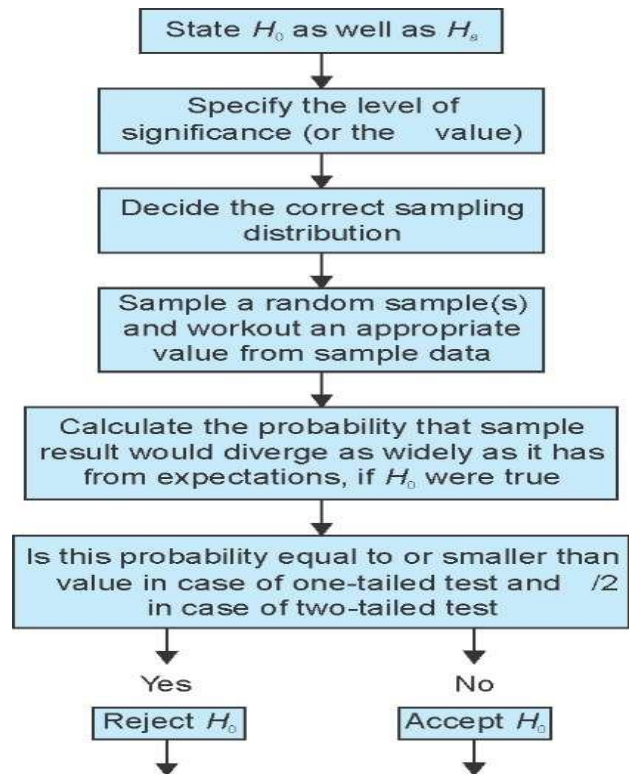 State H₀ as well as Hₐ
Specify the level of
significance (or the value)
Decide the correct sampling
distribution
Sample a random sample(s)
and workout an appropriate
value from sample data
Calculate the probability that sample
result would diverge as widely as it has
from expectations, if H₀ were true
Is this probability equal to or smaller than
value in case of one-tailed test and /2
in case of two-tailed test
Yes No
Reject H₀ Accept H₀